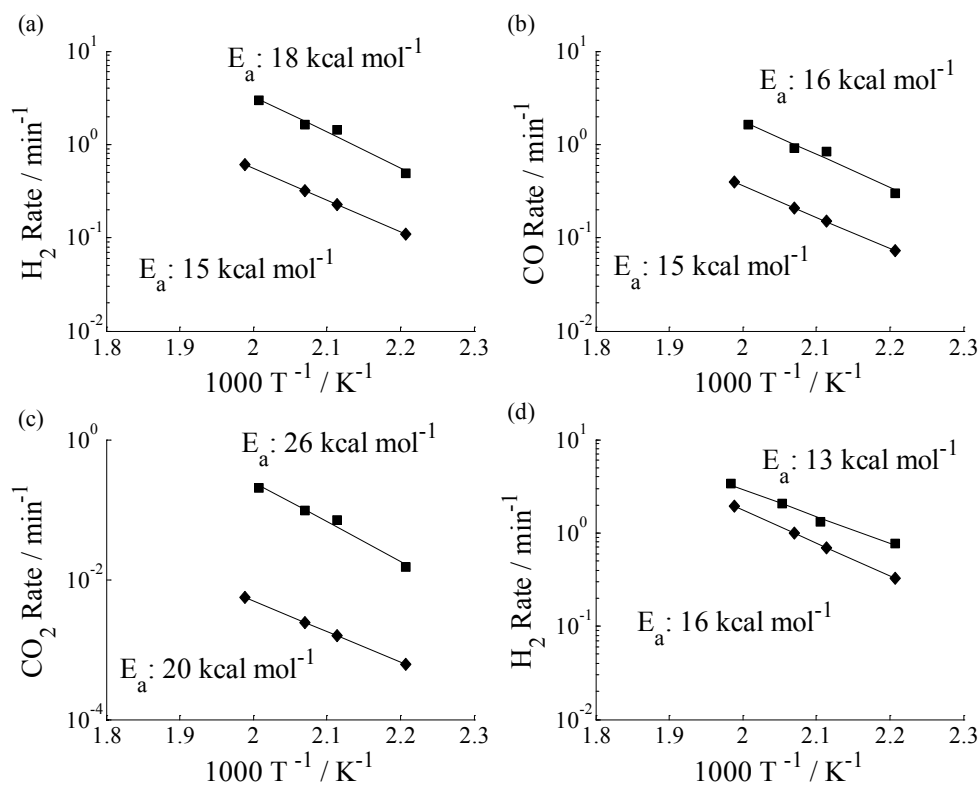 (a)
E_a: 18 kcal mol^-1
E_a: 15 kcal mol^-1
H_2 Rate / min^-1
10^1
10^0
10^-1
10^-2
1.8 1.9 2 2.1 2.2 2.3
1000 T^-1 / K^-1
(b)
E_a: 16 kcal mol^-1
E_a: 15 kcal mol^-1
CO Rate / min^-1
10^1
10^0
10^-1
10^-2
1.8 1.9 2 2.1 2.2 2.3
1000 T^-1 / K^-1
(c)
E_a: 26 kcal mol^-1
E_a: 20 kcal mol^-1
CO_2 Rate / min^-1
10^0
10^-2
10^-4
1.8 1.9 2 2.1 2.2 2.3
1000 T^-1 / K^-1
(d)
E_a: 13 kcal mol^-1
E_a: 16 kcal mol^-1
H_2 Rate / min^-1
10^1
10^0
10^-1
10^-2
1.8 1.9 2 2.1 2.2 2.3
1000 T^-1 / K^-1